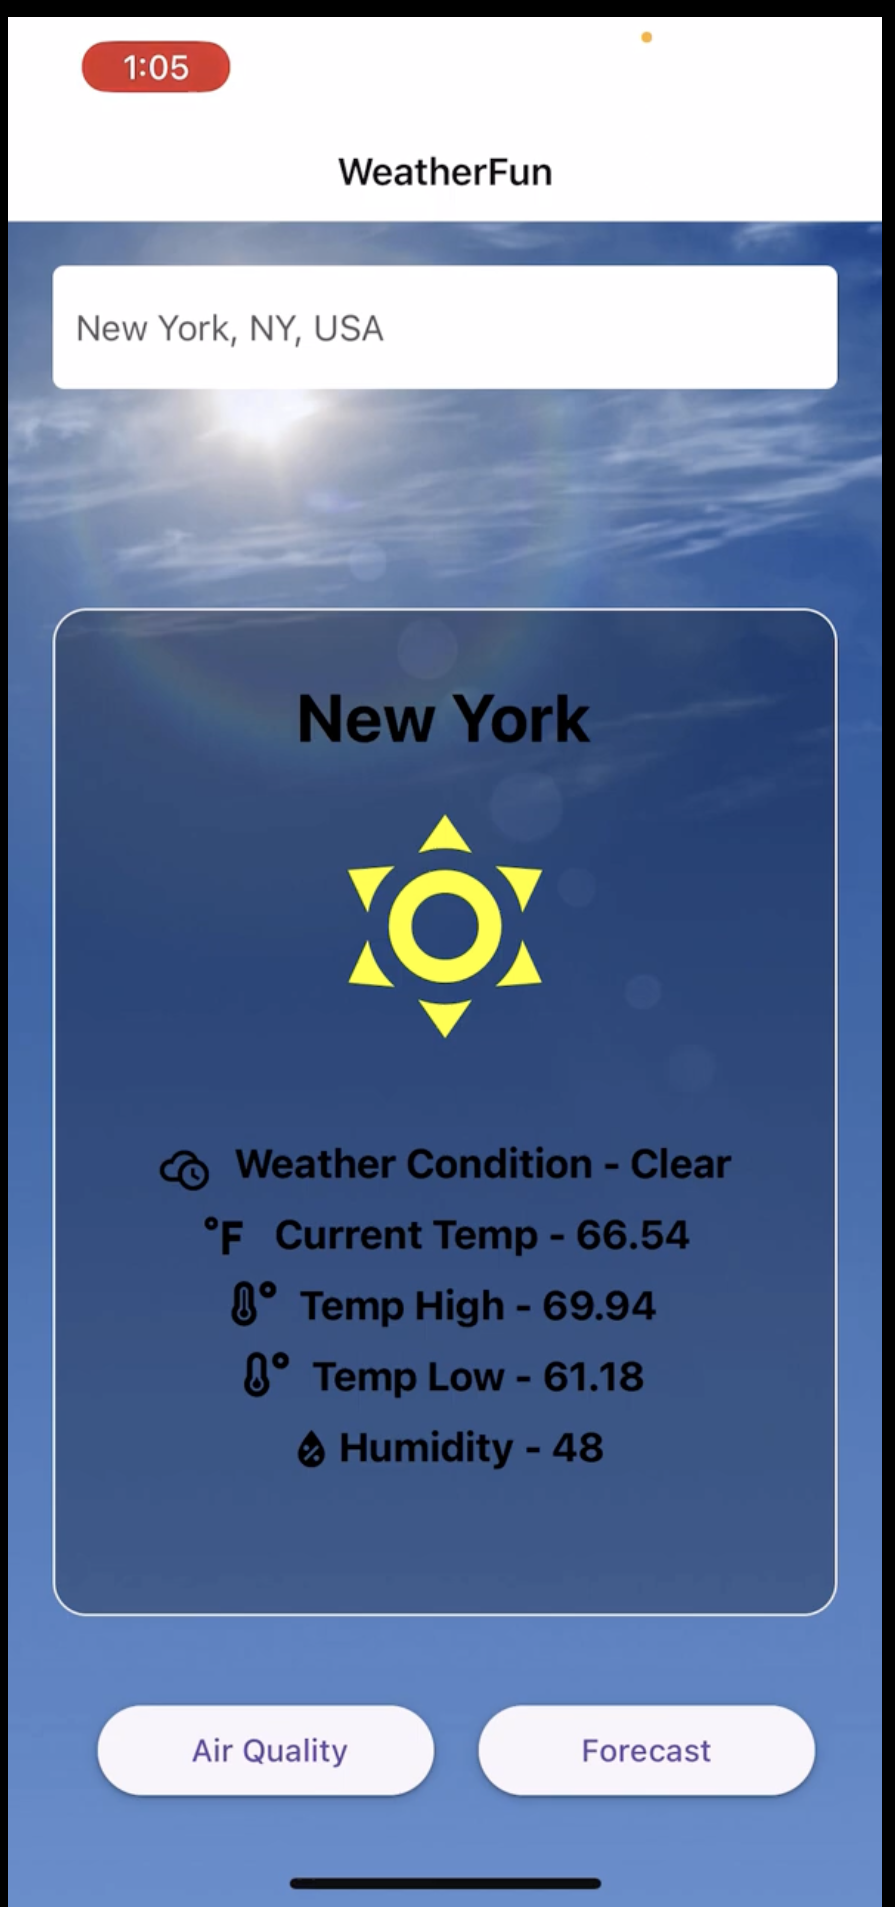 1:05
WeatherFun
New York, NY, USA
New York
Weather Condition - Clear
°F Current Temp - 66.54
Temp High - 69.94
Temp Low - 61.18
Humidity - 48
Air Quality
Forecast